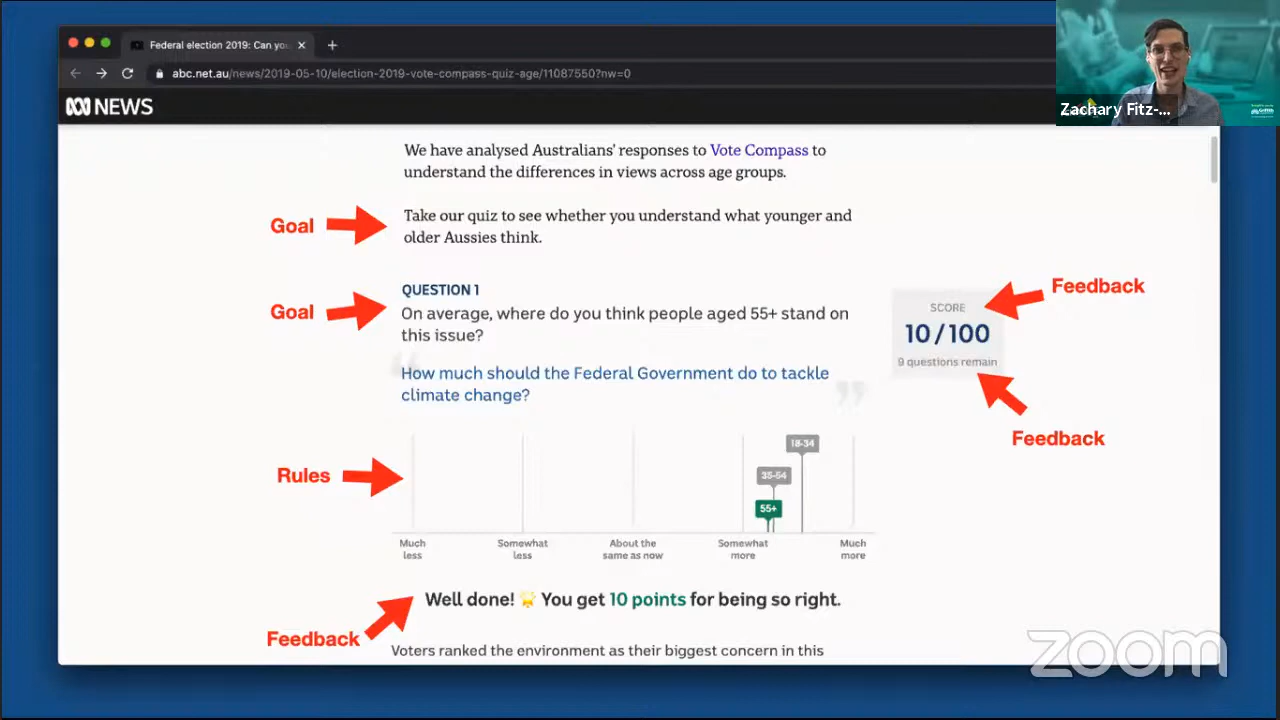 Federal election 2019: Can yo
abc.net.au/news/2019-05-10/election-2019-vote-compass-quiz-age/11087550?nw=0
NEWS
Zachary Fitz-...
We have analysed Australians' responses to Vote Compass to
understand the differences in views across age groups.
Goal
Take our quiz to see whether you understand what younger and
older Aussies think.
Goal
QUESTION 1
On average, where do you think people aged 55+ stand on
this issue?
Feedback
SCORE
10/100
9 questions remain
Feedback
"How much should the Federal Government do to tackle
climate change?"
Rules
18-34
35-54
55+
Much
less
Somewhat
less
About the
same as now
Somewhat
more
Much
more
Feedback
Well done! 🌟 You get 10 points for being so right.
Voters ranked the environment as their biggest concern in this
zoom